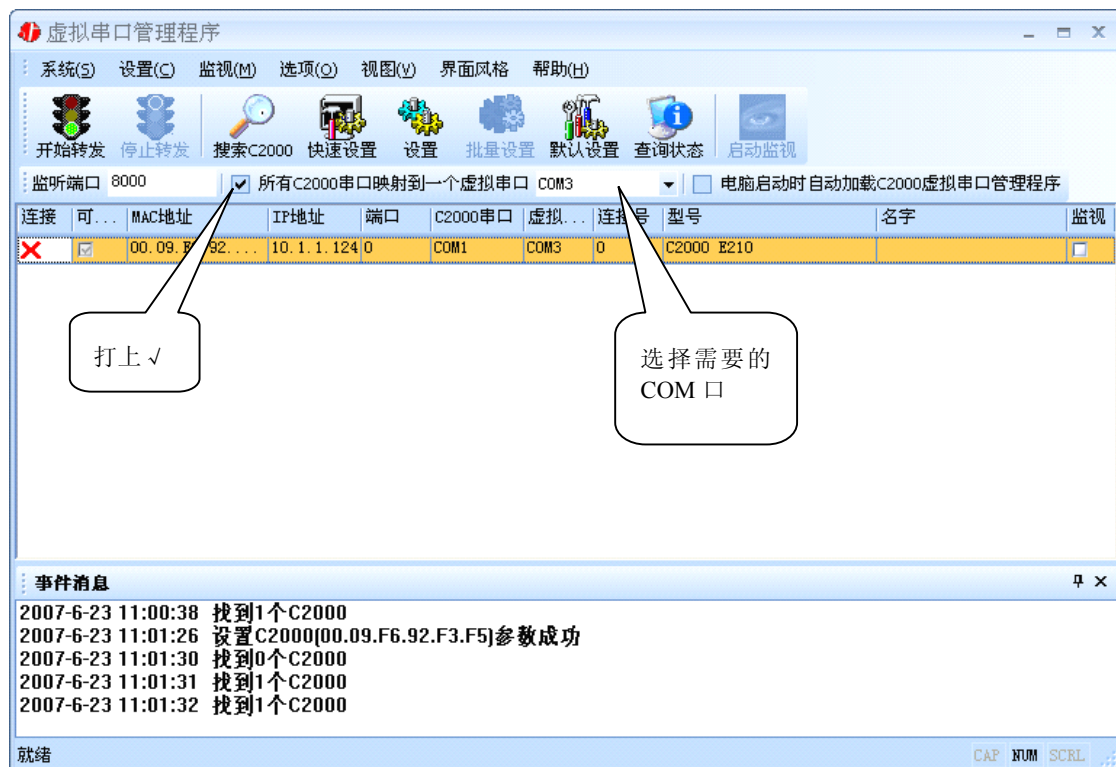 虚拟串口管理程序
系统(S) 设置(C) 监视(M) 选项(O) 视图(V) 界面风格 帮助(H)
开始转发 停止转发 搜索C2000 快速设置 设置 批量设置 默认设置 查询状态 启动监视
监听端口 8000 所有C2000串口映射到一个虚拟串口 COM3 电脑启动时自动加载C2000虚拟串口管理程序
连接 可... MAC地址 IP地址 端口 C2000串口 虚拟... 连接号 型号 名字 监视
00.09. 92.... 10.1.1.124 0 COM1 COM3 0 C2000 E210
打上√
选择需要的
COM 口
事件消息
2007-6-23 11:00:38 找到1个C2000
2007-6-23 11:01:26 设置C2000(00.09.F6.92.F3.F5)参数成功
2007-6-23 11:01:30 找到0个C2000
2007-6-23 11:01:31 找到1个C2000
2007-6-23 11:01:32 找到1个C2000
就绪 CAP NUM SCRL